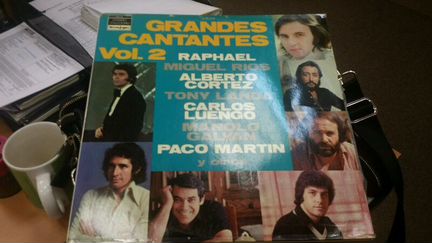 GRANDES
CANTANTES
Vol. 2 RAPHAEL
MIGUEL RIOS
ALBERTO
CORTEZ
TONY LANDA
CARLOS
LUENGO
MANOLO
GALVAN
PACO MARTIN
y otros